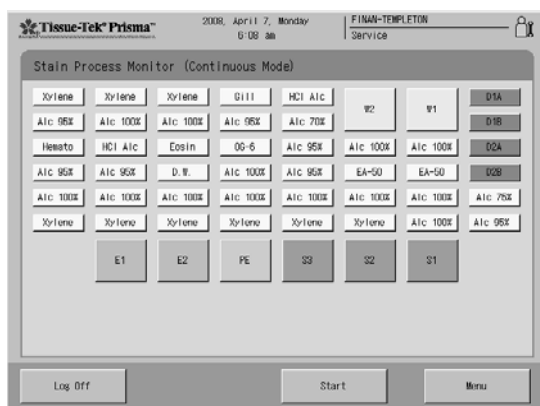 Tissue-Tek® Prisma™ 2008, April 7, Monday FINAN-TEMPLETON
6:08 am Service
Stain Process Monitor (Continuous Mode)
Xylene Xylene Xylene Gill HCl Alc W2 W1 D1A
Alc 95% Alc 100% Alc 95% Alc 100% Alc 70% D1B
Hemato HCl Alc Eosin OG-6 Alc 95% Alc 100% Alc 100% D2A
Alc 95% Alc 95% D.W. Alc 100% Alc 95% EA-50 EA-50 D2B
Alc 100% Alc 100% Alc 100% Alc 100% Alc 100% Alc 100% Alc 100% Alc 75%
Xylene Xylene Xylene Xylene Xylene Xylene Alc 100% Alc 95%
E1 E2 PE S3 S2 S1
Log Off Start Menu